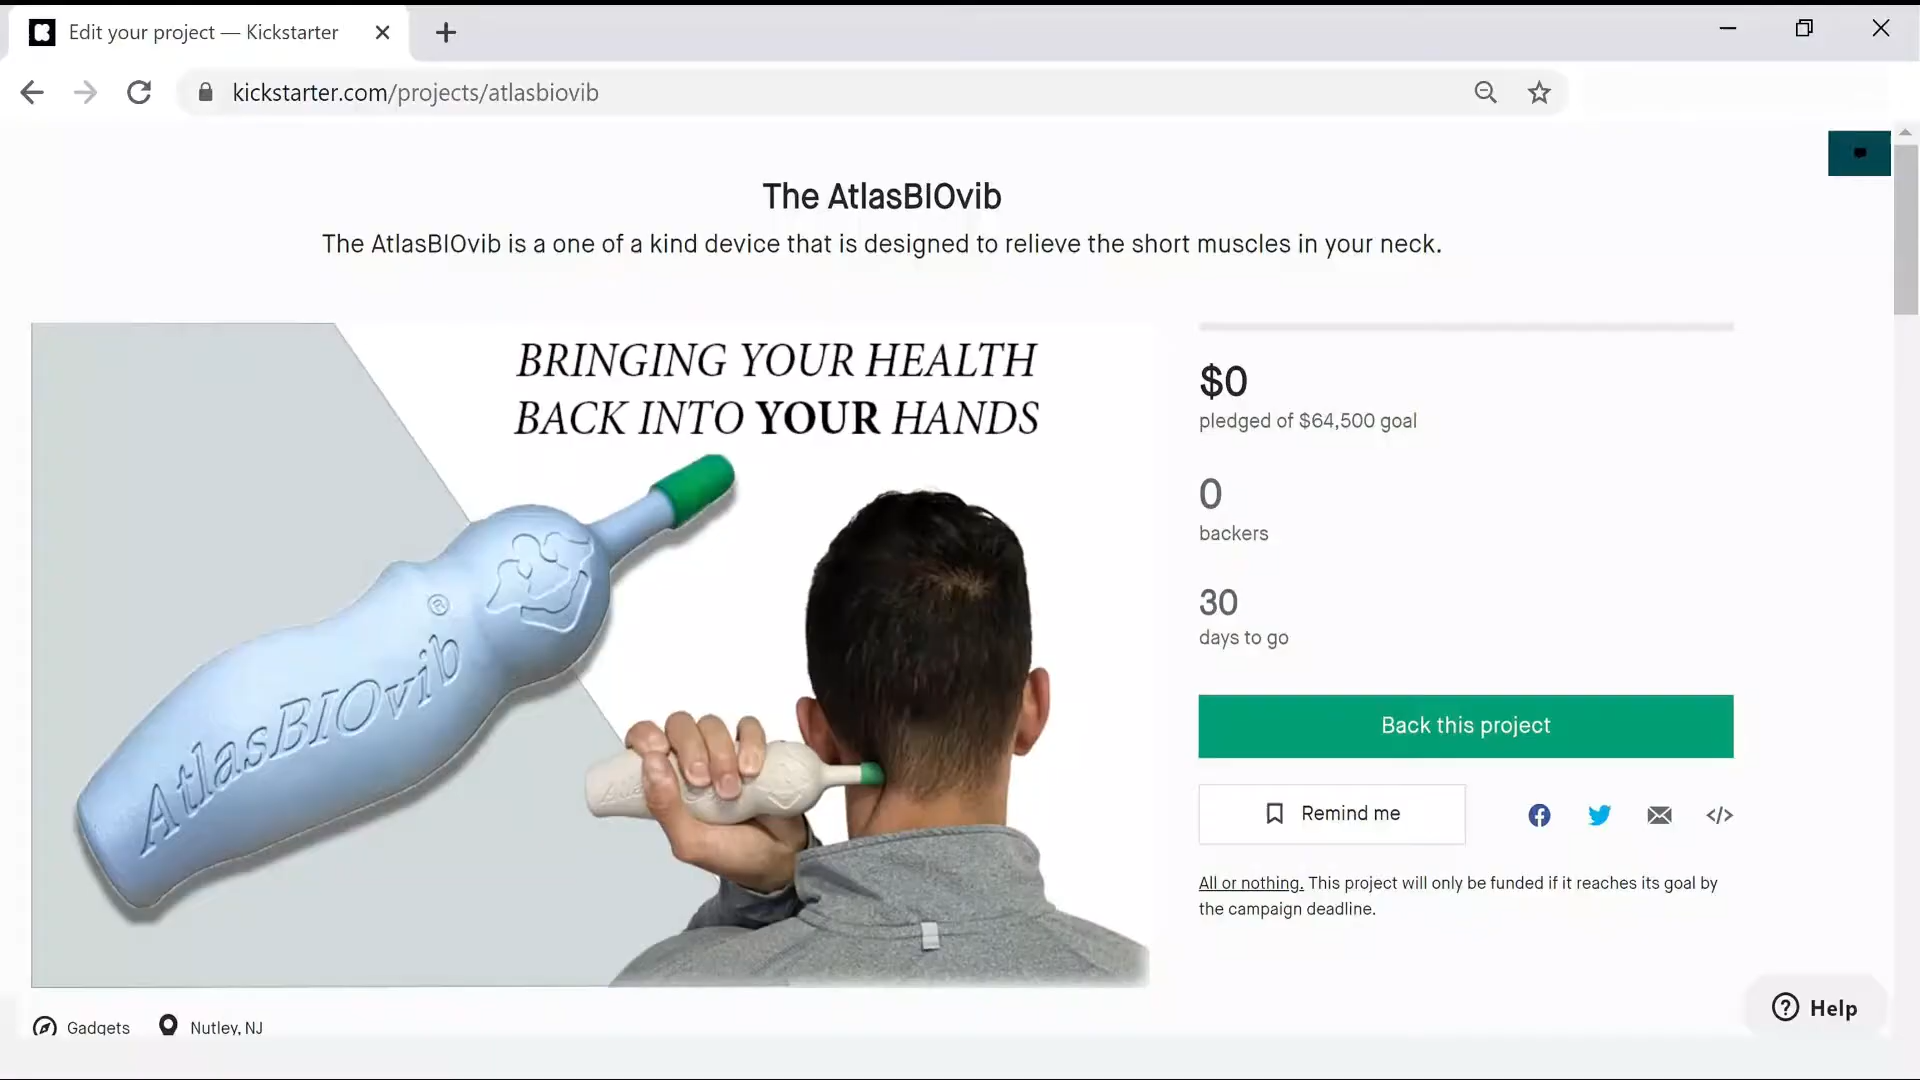 Edit your project — Kickstarter
kickstarter.com/projects/atlasbiovib
The AtlasBIOvib
The AtlasBIOvib is a one of a kind device that is designed to relieve the short muscles in your neck.
BRINGING YOUR HEALTH
BACK INTO YOUR HANDS
AtlasBIOvib®
$0
pledged of $64,500 goal
0
backers
30
days to go
Back this project
Remind me
All or nothing. This project will only be funded if it reaches its goal by
the campaign deadline.
Gadgets
Nutley, NJ
Help